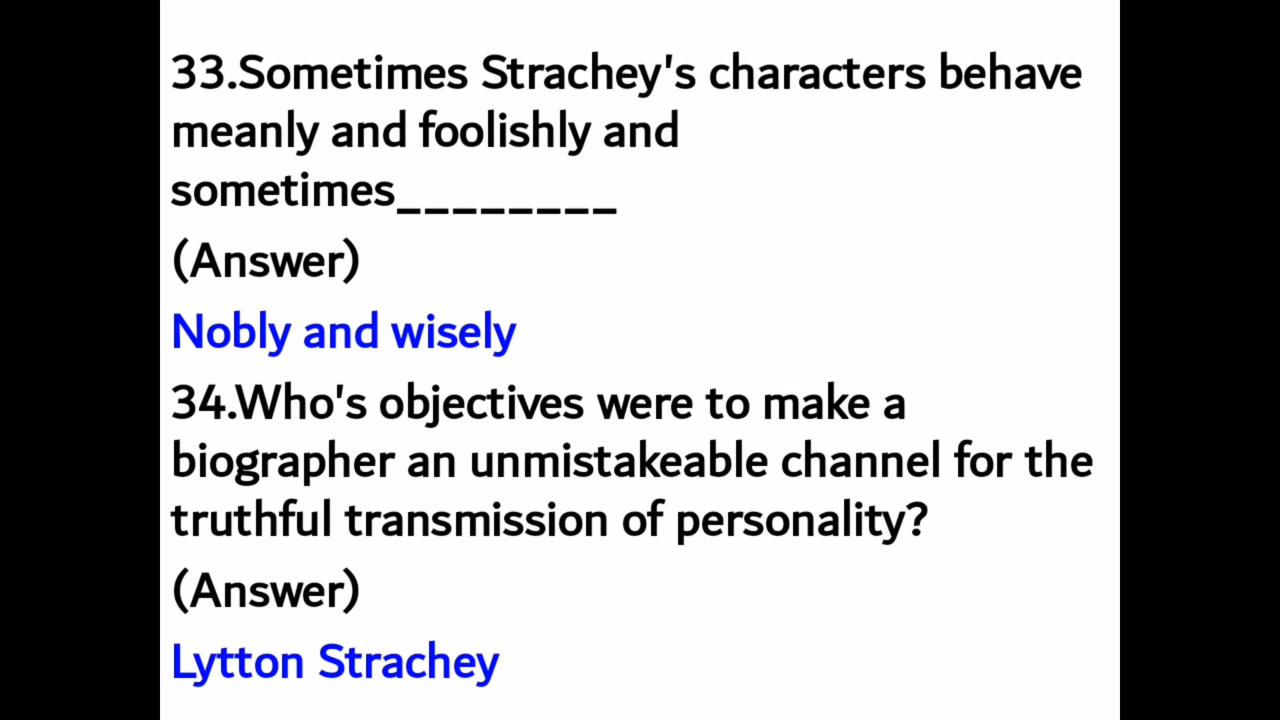 33.Sometimes Strachey's characters behave
meanly and foolishly and
sometimes________
(Answer)
Nobly and wisely
34.Who's objectives were to make a
biographer an unmistakeable channel for the
truthful transmission of personality?
(Answer)
Lytton Strachey